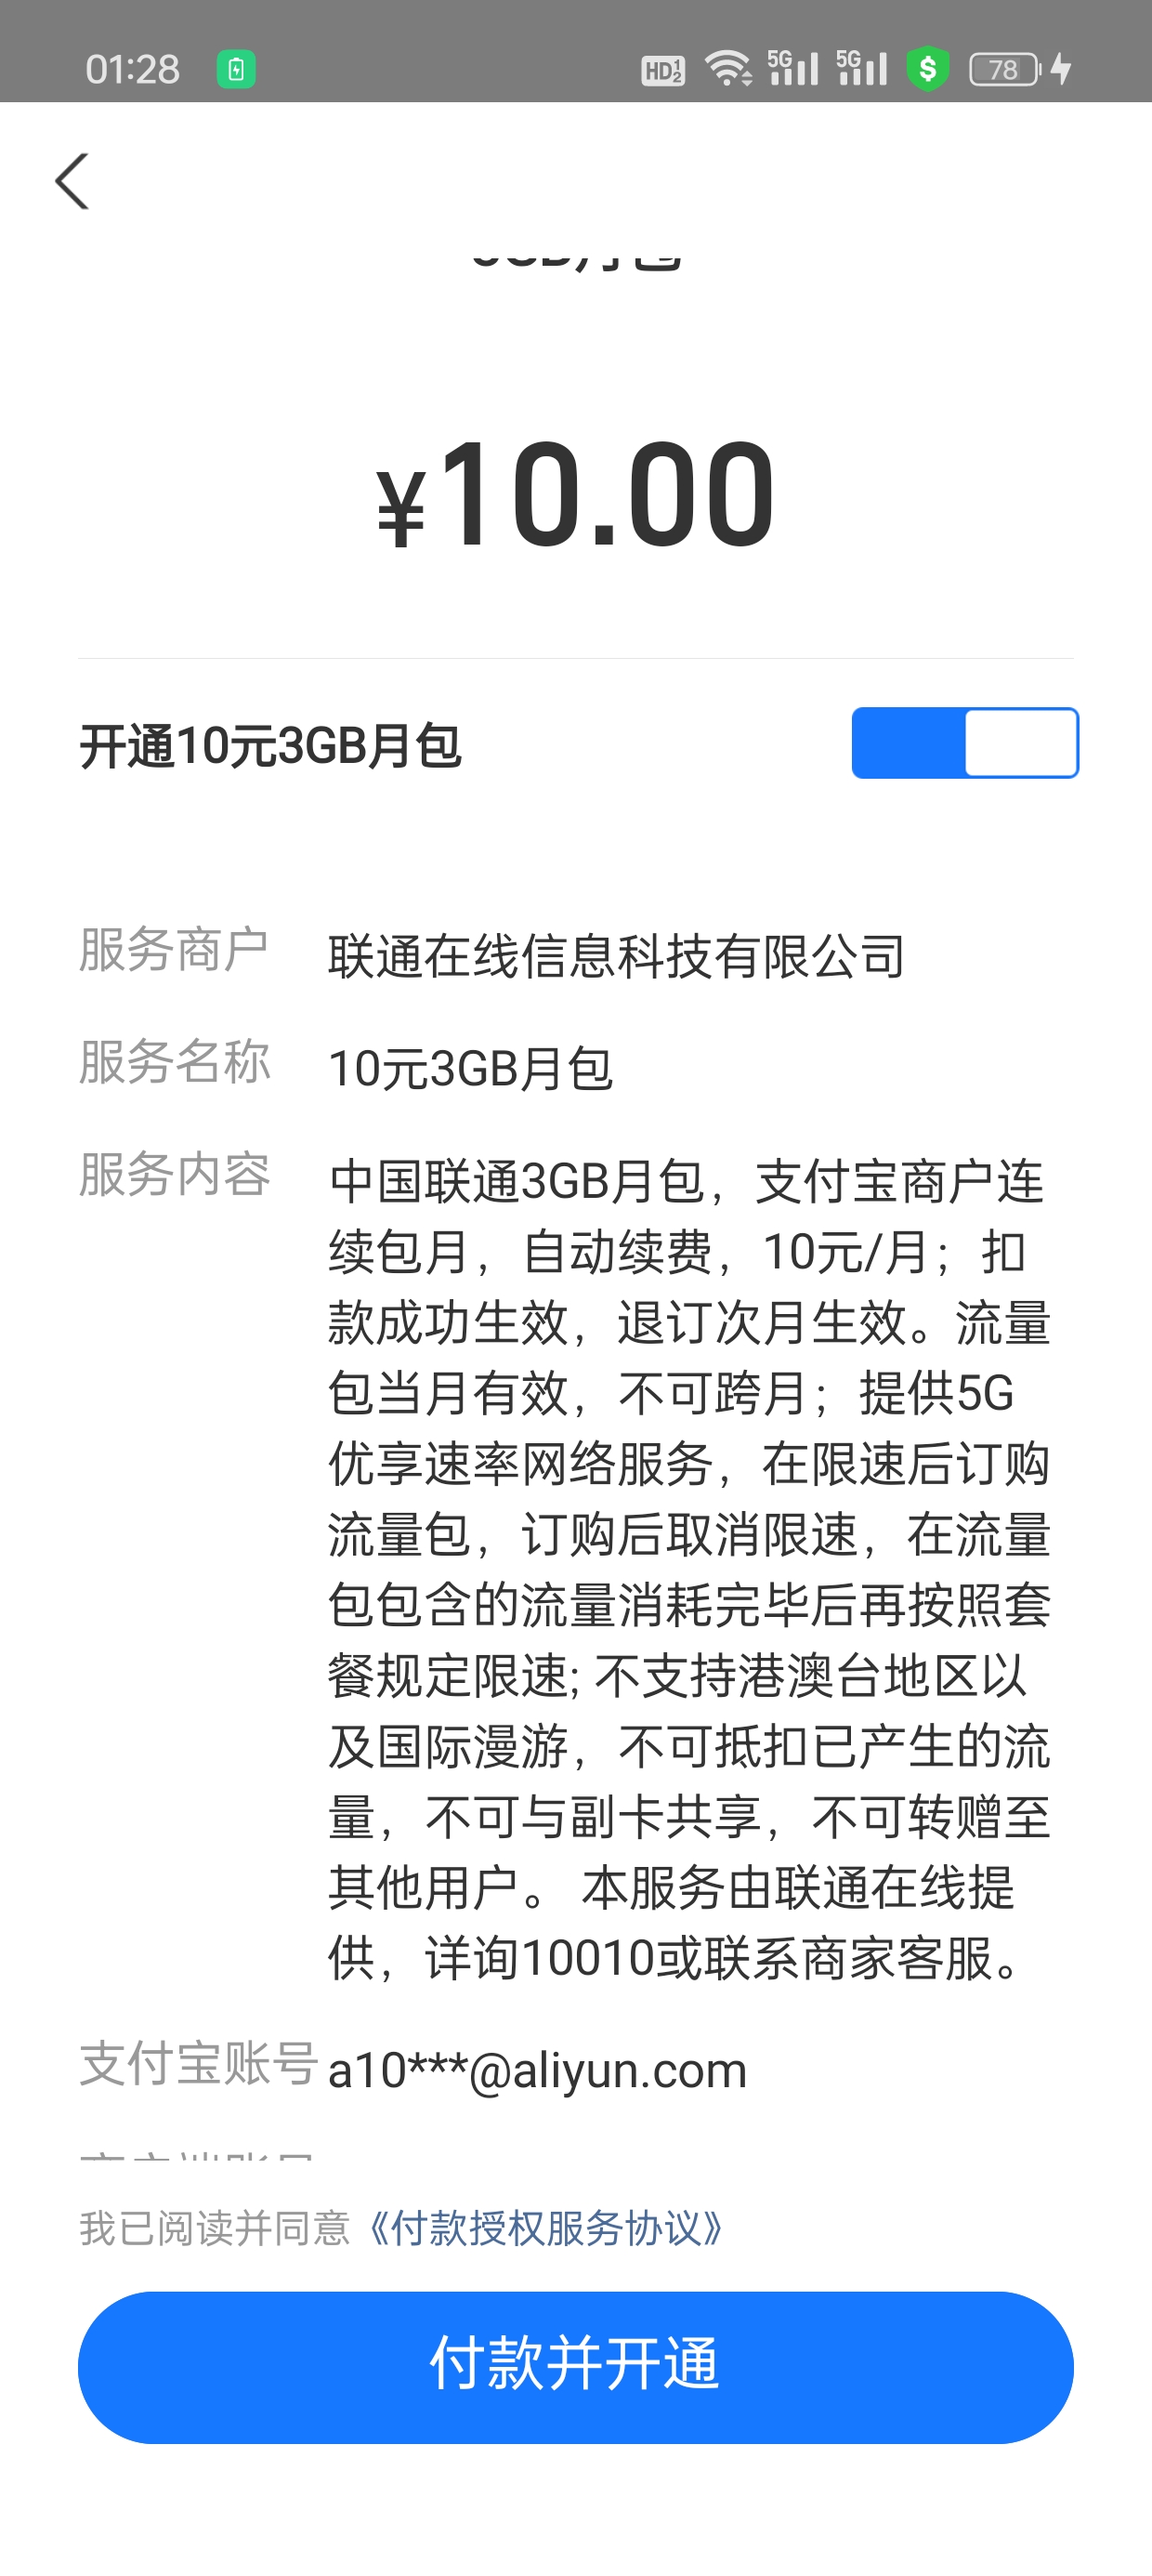 01:28
HD 1 2 5G 5G $ 78
¥10.00
开通10元3GB月包
服务商户 联通在线信息科技有限公司
服务名称 10元3GB月包
服务内容 中国联通3GB月包，支付宝商户连
续包月，自动续费，10元/月；扣
款成功生效，退订次月生效。流量
包当月有效，不可跨月；提供5G
优享速率网络服务，在限速后订购
流量包，订购后取消限速，在流量
包包含的流量消耗完毕后再按照套
餐规定限速; 不支持港澳台地区以
及国际漫游，不可抵扣已产生的流
量，不可与副卡共享，不可转赠至
其他用户。 本服务由联通在线提
供，详询10010或联系商家客服。
支付宝账号 a10***@aliyun.com
我已阅读并同意《付款授权服务协议》
付款并开通